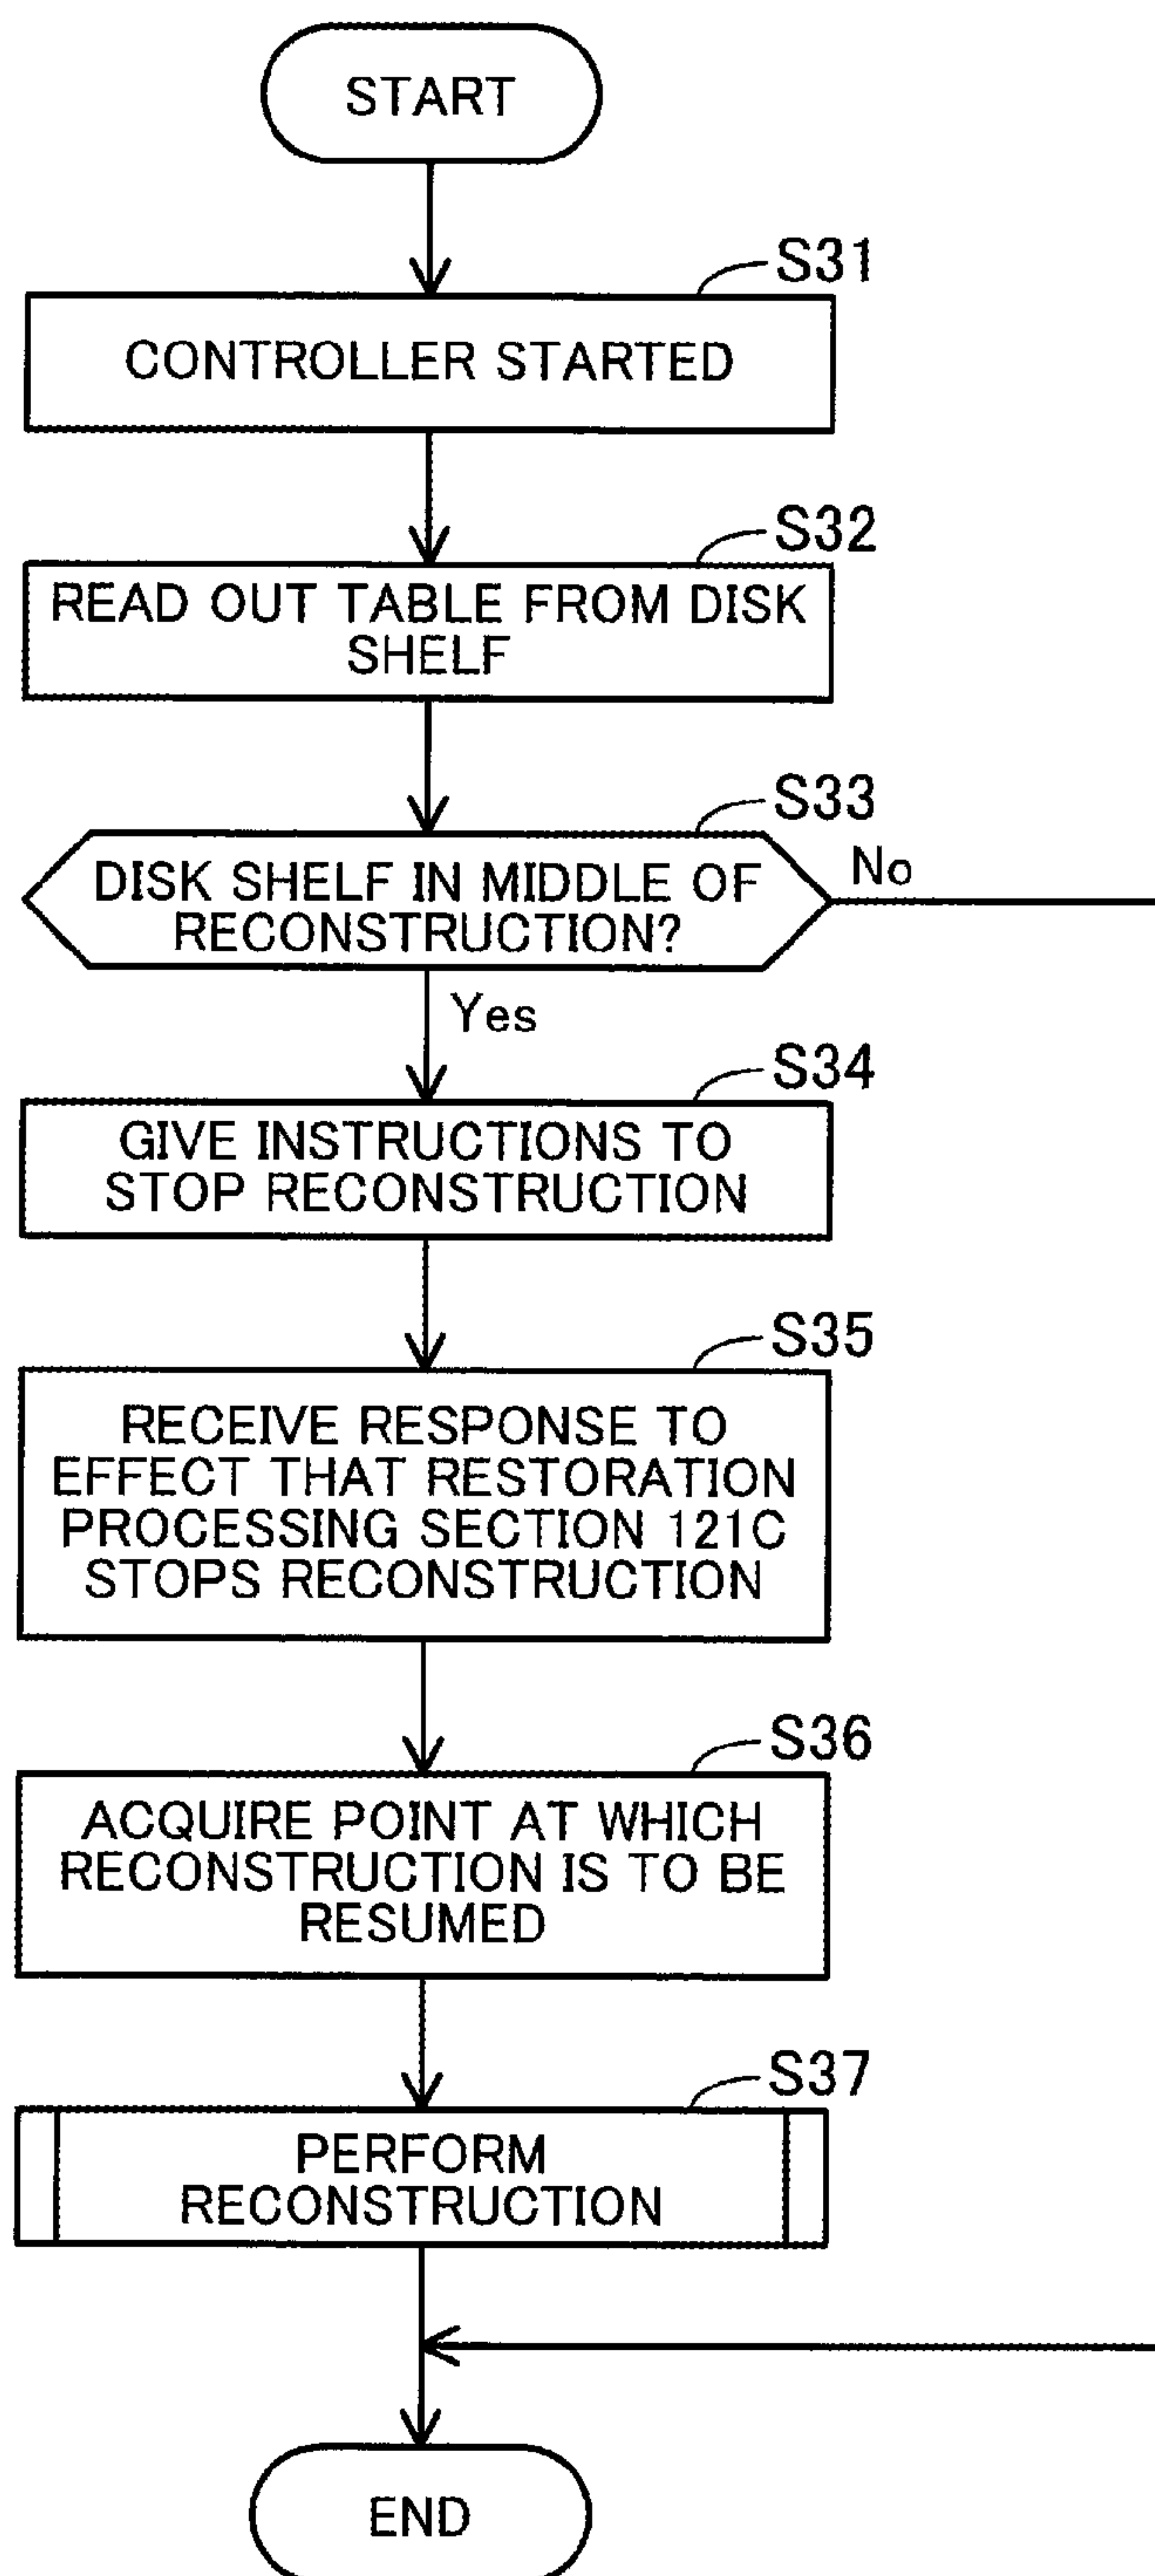 START
S31
CONTROLLER STARTED
S32
READ OUT TABLE FROM DISK
SHELF
S33
DISK SHELF IN MIDDLE OF
RECONSTRUCTION?
No
Yes
S34
GIVE INSTRUCTIONS TO
STOP RECONSTRUCTION
S35
RECEIVE RESPONSE TO
EFFECT THAT RESTORATION
PROCESSING SECTION 121C
STOPS RECONSTRUCTION
S36
ACQUIRE POINT AT WHICH
RECONSTRUCTION IS TO BE
RESUMED
S37
PERFORM
RECONSTRUCTION
END